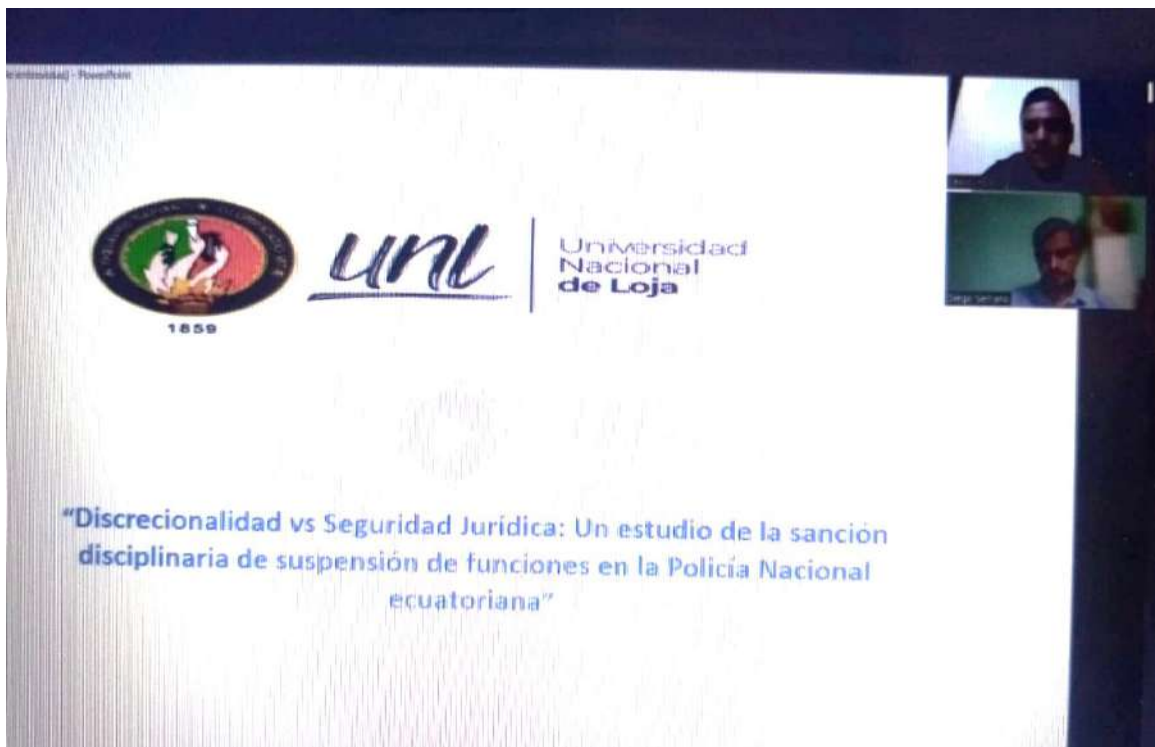 PowerPoint
unl
Universidad
Nacional
de Loja
1859
“Discrecionalidad vs Seguridad Jurídica: Un estudio de la sanción
disciplinaria de suspensión de funciones en la Policía Nacional
ecuatoriana”